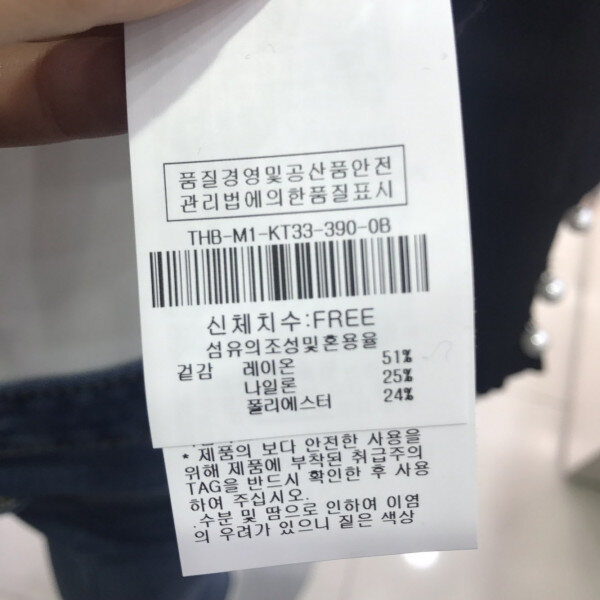 품질경영및공산품안전
관리법에의한품질표시
THB-M1-KT33-390-0B
신체치수:FREE
섬유의조성및혼용율
겉감 레이온 51%
나일론 25%
폴리에스터 24%
* 제품의 보다 안전한 사용을
위해 제품에 부착된 취급주의
TAG을 반드시 확인한 후 사용
하여 주십시오.
.수분 및 땀으로 인하여 이염
의 우려가 있으니 짙은 색상